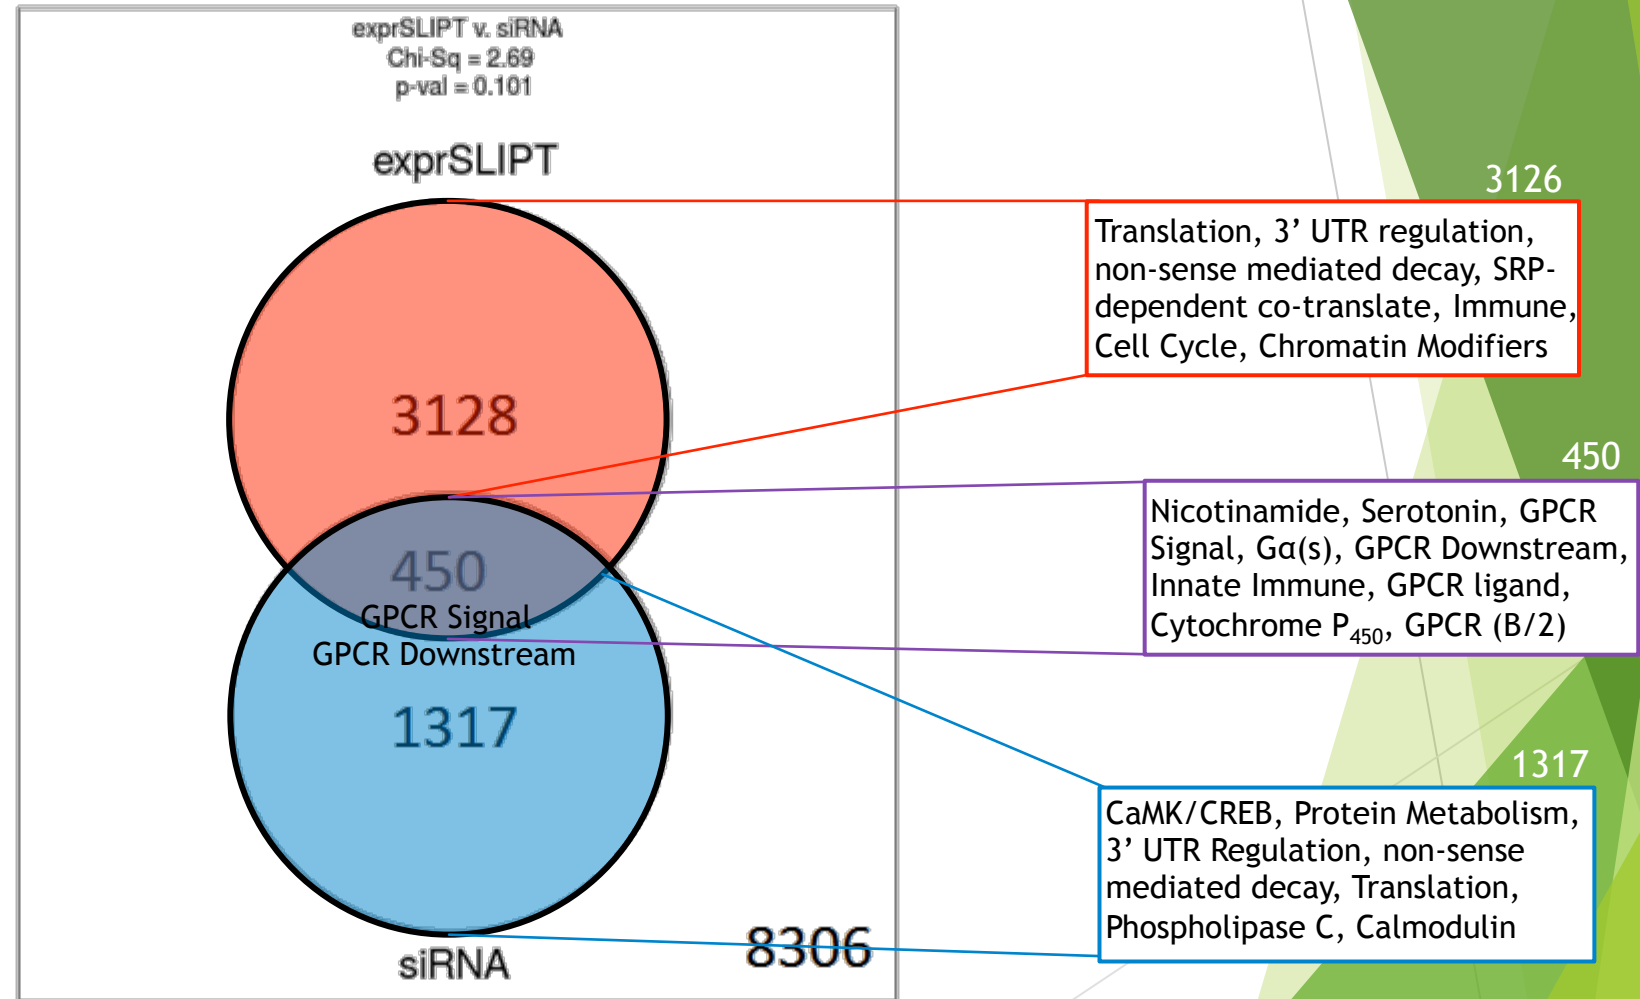 exprSLIPT v. siRNA
Chi-Sq = 2.69
p-val = 0.101
exprSLIPT
3128
450
GPCR Signal
GPCR Downstream
1317
siRNA
8306
3126
Translation, 3’ UTR regulation,
non-sense mediated decay, SRP-
dependent co-translate, Immune,
Cell Cycle, Chromatin Modifiers
450
Nicotinamide, Serotonin, GPCR
Signal, Gα(s), GPCR Downstream,
Innate Immune, GPCR ligand,
Cytochrome P450, GPCR (B/2)
1317
CaMK/CREB, Protein Metabolism,
3’ UTR Regulation, non-sense
mediated decay, Translation,
Phospholipase C, Calmodulin